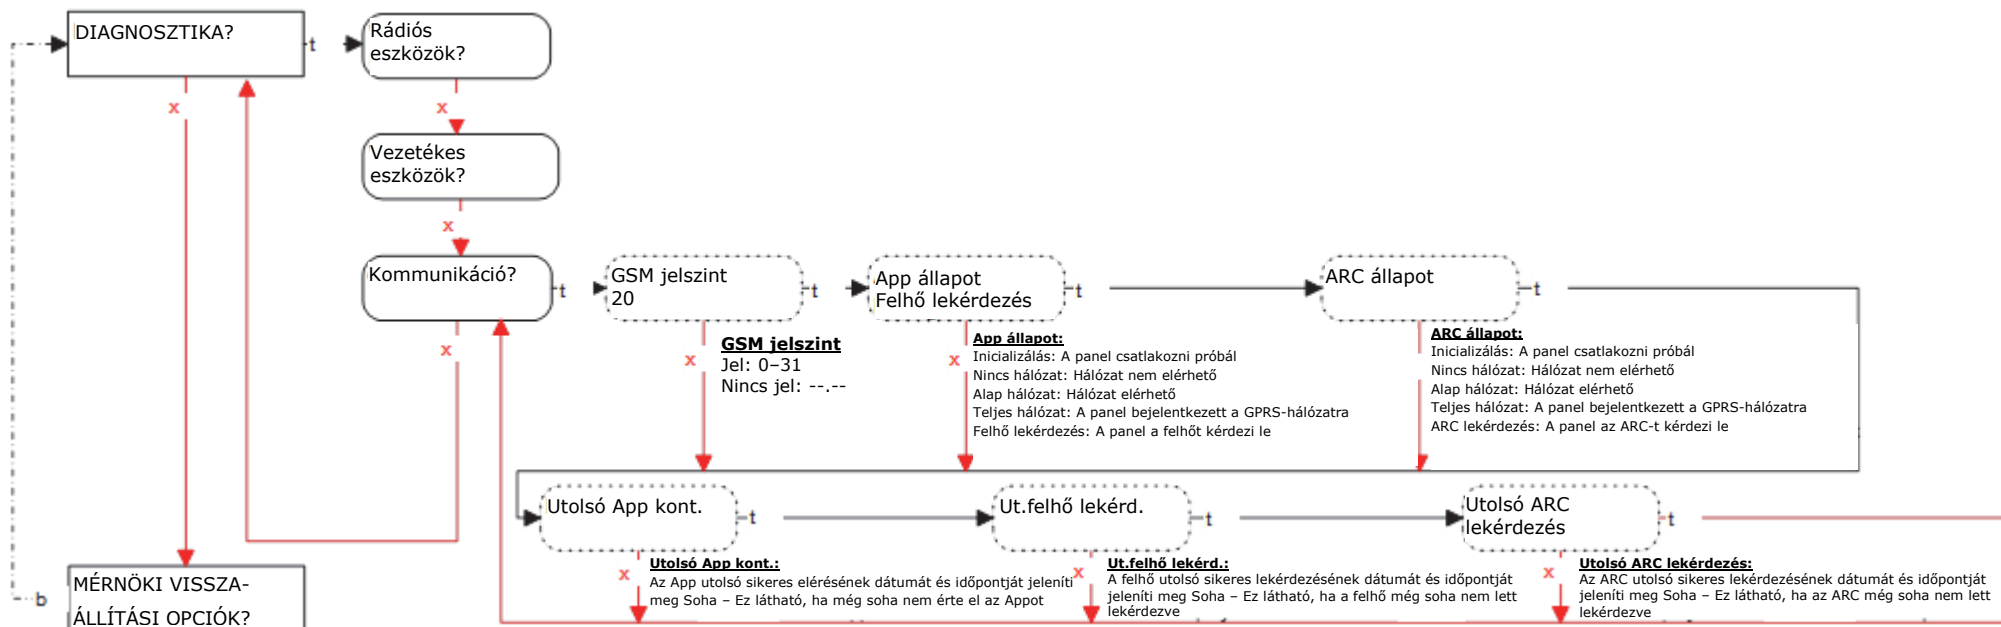 DIAGNOSZTIKA?
t
Rádiós
eszközök?
x
x
Vezetékes
eszközök?
x
Kommunikáció?
t
GSM jelszint
20
t
App állapot
Felhő lekérdezés
t
ARC állapot
t
x
x
GSM jelszint
Jel: 0–31
Nincs jel: --.--
x
App állapot:
Inicializálás: A panel csatlakozni próbál
Nincs hálózat: Hálózat nem elérhető
Alap hálózat: Hálózat elérhető
Teljes hálózat: A panel bejelentkezett a GPRS-hálózatra
Felhő lekérdezés: A panel a felhőt kérdezi le
x
ARC állapot:
Inicializálás: A panel csatlakozni próbál
Nincs hálózat: Hálózat nem elérhető
Alap hálózat: Hálózat elérhető
Teljes hálózat: A panel bejelentkezett a GPRS-hálózatra
ARC lekérdezés: A panel az ARC-t kérdezi le
Utolsó App kont.
t
Ut.felhő lekérd.
t
Utolsó ARC
lekérdezés
t
x
Utolsó App kont.:
Az App utolsó sikeres elérésének dátumát és időpontját jeleníti
meg Soha – Ez látható, ha még soha nem érte el az Appot
x
Ut.felhő lekérd.:
A felhő utolsó sikeres lekérdezésének dátumát és időpontját
jeleníti meg Soha – Ez látható, ha a felhő még soha nem lett
lekérdezve
x
Utolsó ARC lekérdezés:
Az ARC utolsó sikeres lekérdezésének dátumát és időpontját
jeleníti meg Soha – Ez látható, ha az ARC még soha nem lett
lekérdezve
b
MÉRNÖKI VISSZA-
ÁLLÍTÁSI OPCIÓK?